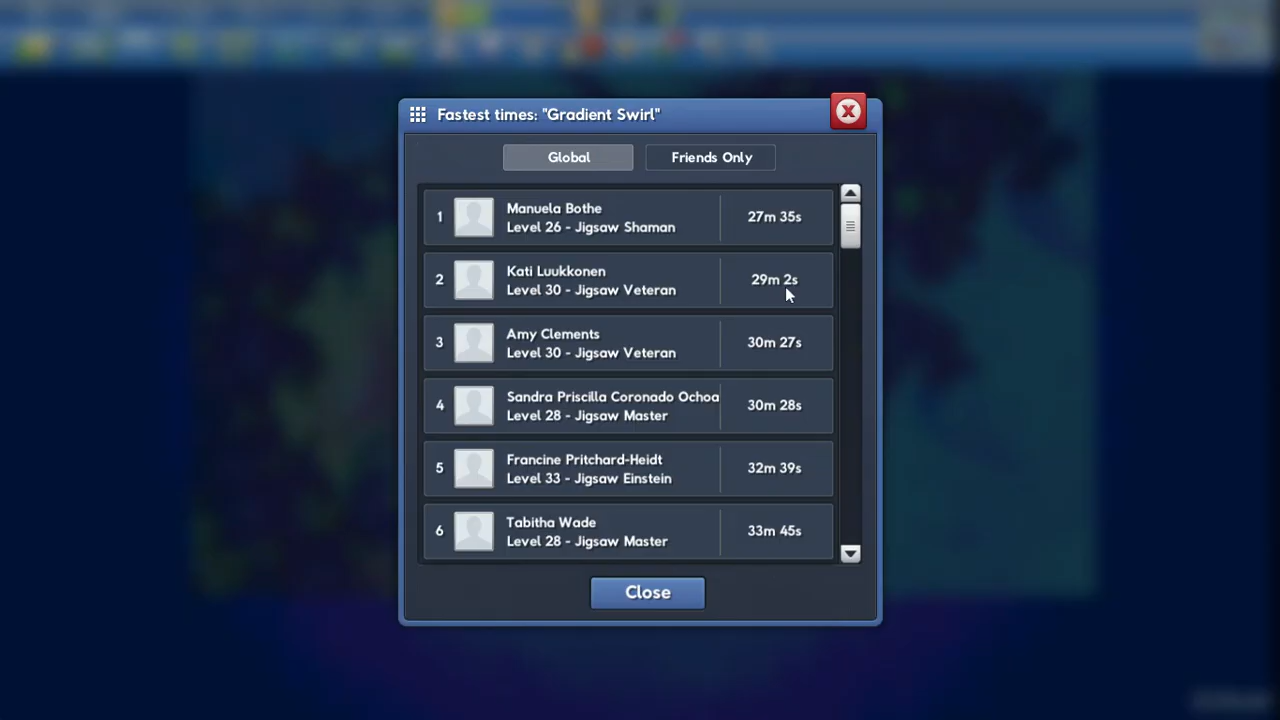 Fastest times: "Gradient Swirl"
Global
Friends Only
1
Manuela Bothe
Level 26 - Jigsaw Shaman
27m 35s
2
Kati Luukkonen
Level 30 - Jigsaw Veteran
29m 2s
3
Amy Clements
Level 30 - Jigsaw Veteran
30m 27s
4
Sandra Priscilla Coronado Ochoa
Level 28 - Jigsaw Master
30m 28s
5
Francine Pritchard-Heidt
Level 33 - Jigsaw Einstein
32m 39s
6
Tabitha Wade
Level 28 - Jigsaw Master
33m 45s
Close